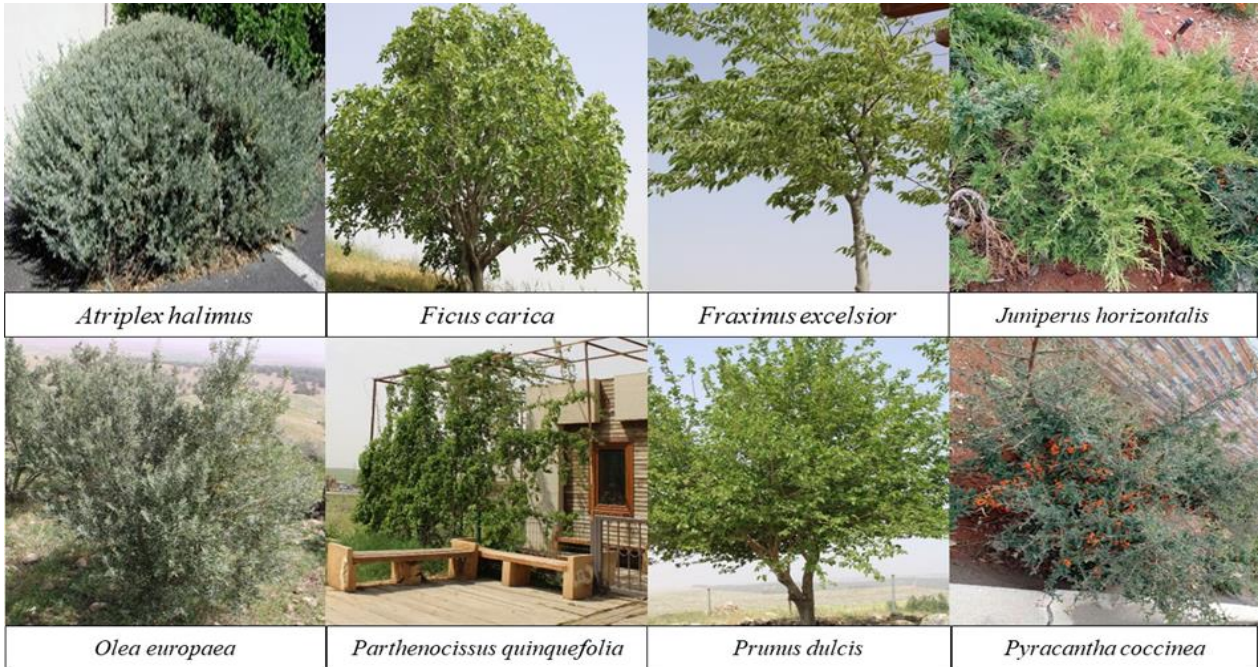 Atriplex halimus
Ficus carica
Fraxinus excelsior
Juniperus horizontalis
Olea europaea
Parthenocissus quinquefolia
Prunus dulcis
Pyracantha coccinea